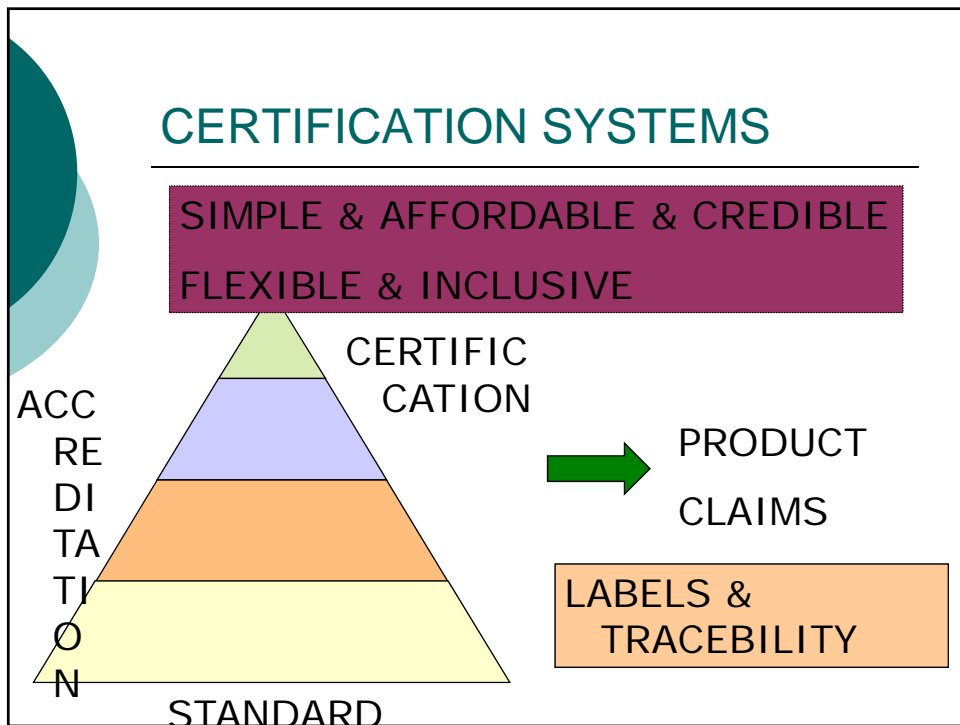 CERTIFICATION SYSTEMS
SIMPLE & AFFORDABLE & CREDIBLE
FLEXIBLE & INCLUSIVE
CERTIFIC
CATION
ACC
RE
DI
TA
TI
O
N
PRODUCT
CLAIMS
LABELS &
TRACEBILITY
STANDARD